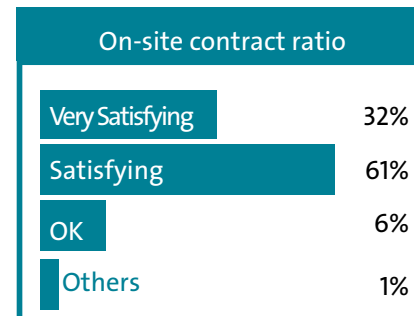 On-site contract ratio
Very Satisfying 32%
Satisfying 61%
OK 6%
Others 1%